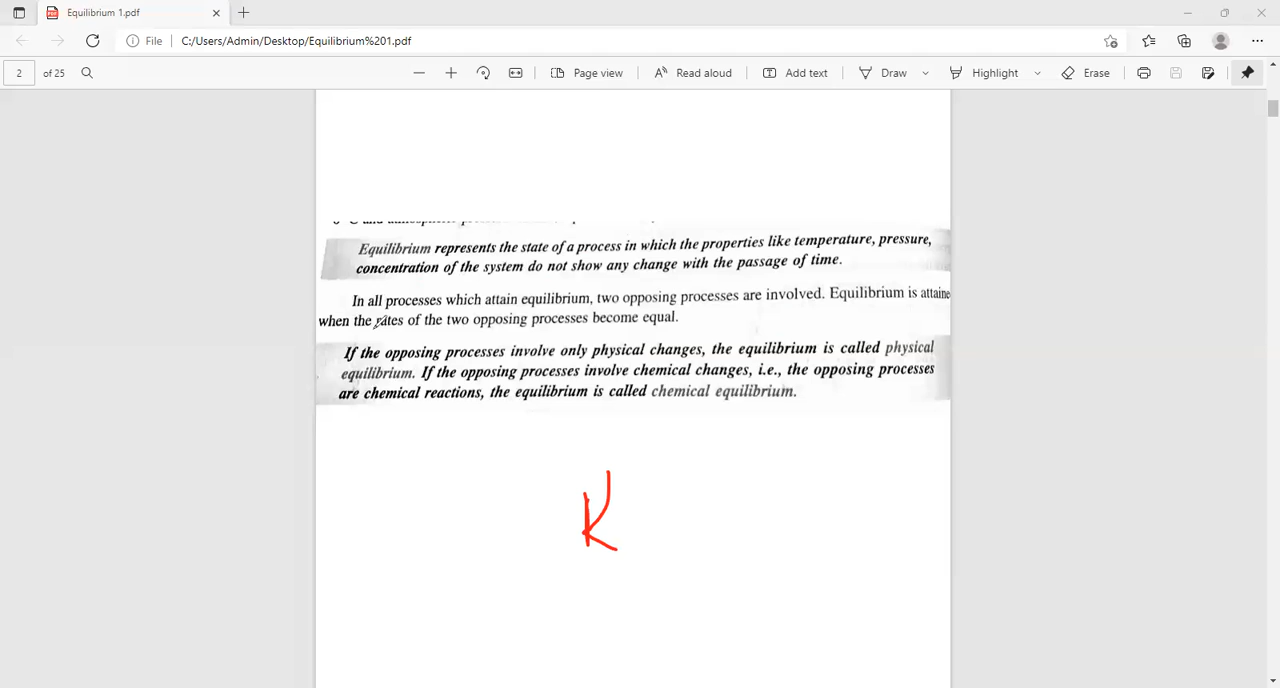 Equilibrium 1.pdf
File C:/Users/Admin/Desktop/Equilibrium%201.pdf
2 of 25 Page view Read aloud Add text Draw Highlight Erase
Equilibrium represents the state of a process in which the properties like temperature, pressure,
concentration of the system do not show any change with the passage of time.
In all processes which attain equilibrium, two opposing processes are involved. Equilibrium is attaine
when the rates of the two opposing processes become equal.
If the opposing processes involve only physical changes, the equilibrium is called physical
equilibrium. If the opposing processes involve chemical changes, i.e., the opposing processes
are chemical reactions, the equilibrium is called chemical equilibrium.
K